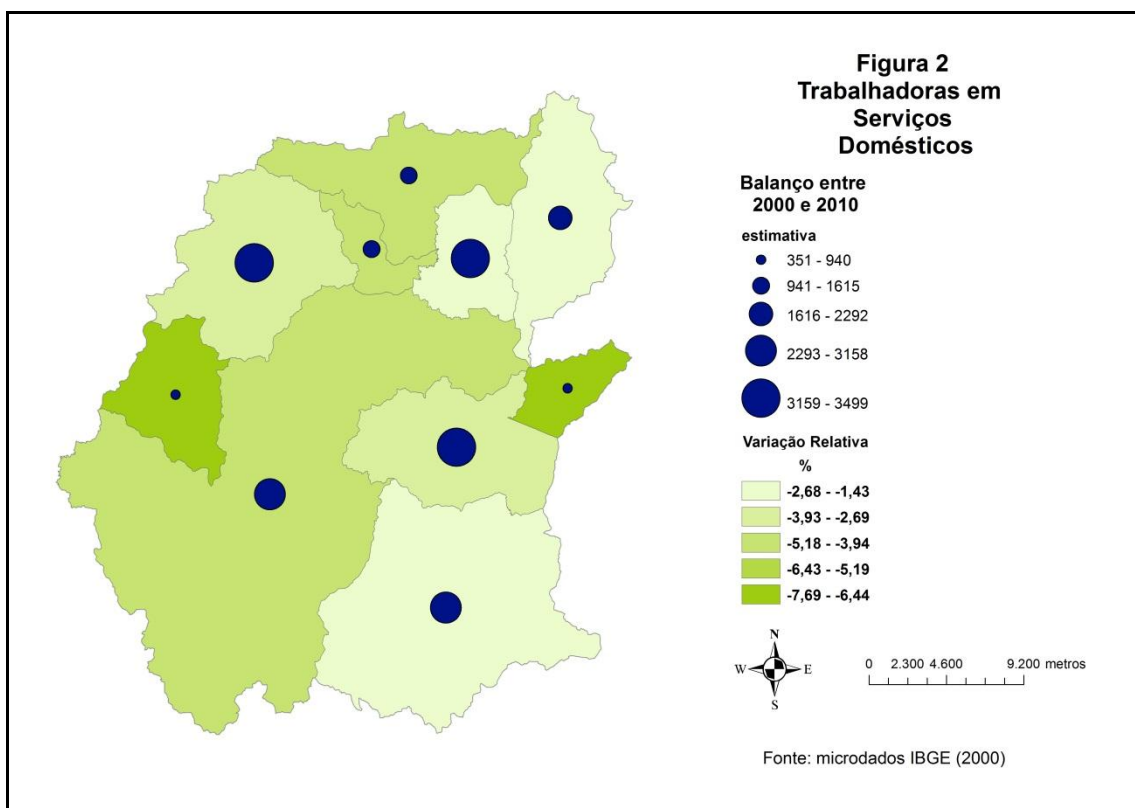 Figura 2
Trabalhadoras em
Serviços
Domésticos
Balanço entre
2000 e 2010
estimativa
351 - 940
941 - 1615
1616 - 2292
2293 - 3158
3159 - 3499
Variação Relativa
%
-2,68 - -1,43
-3,93 - -2,69
-5,18 - -3,94
-6,43 - -5,19
-7,69 - -6,44
N
W E
S
0 2.300 4.600 9.200 metros
Fonte: microdados IBGE (2000)